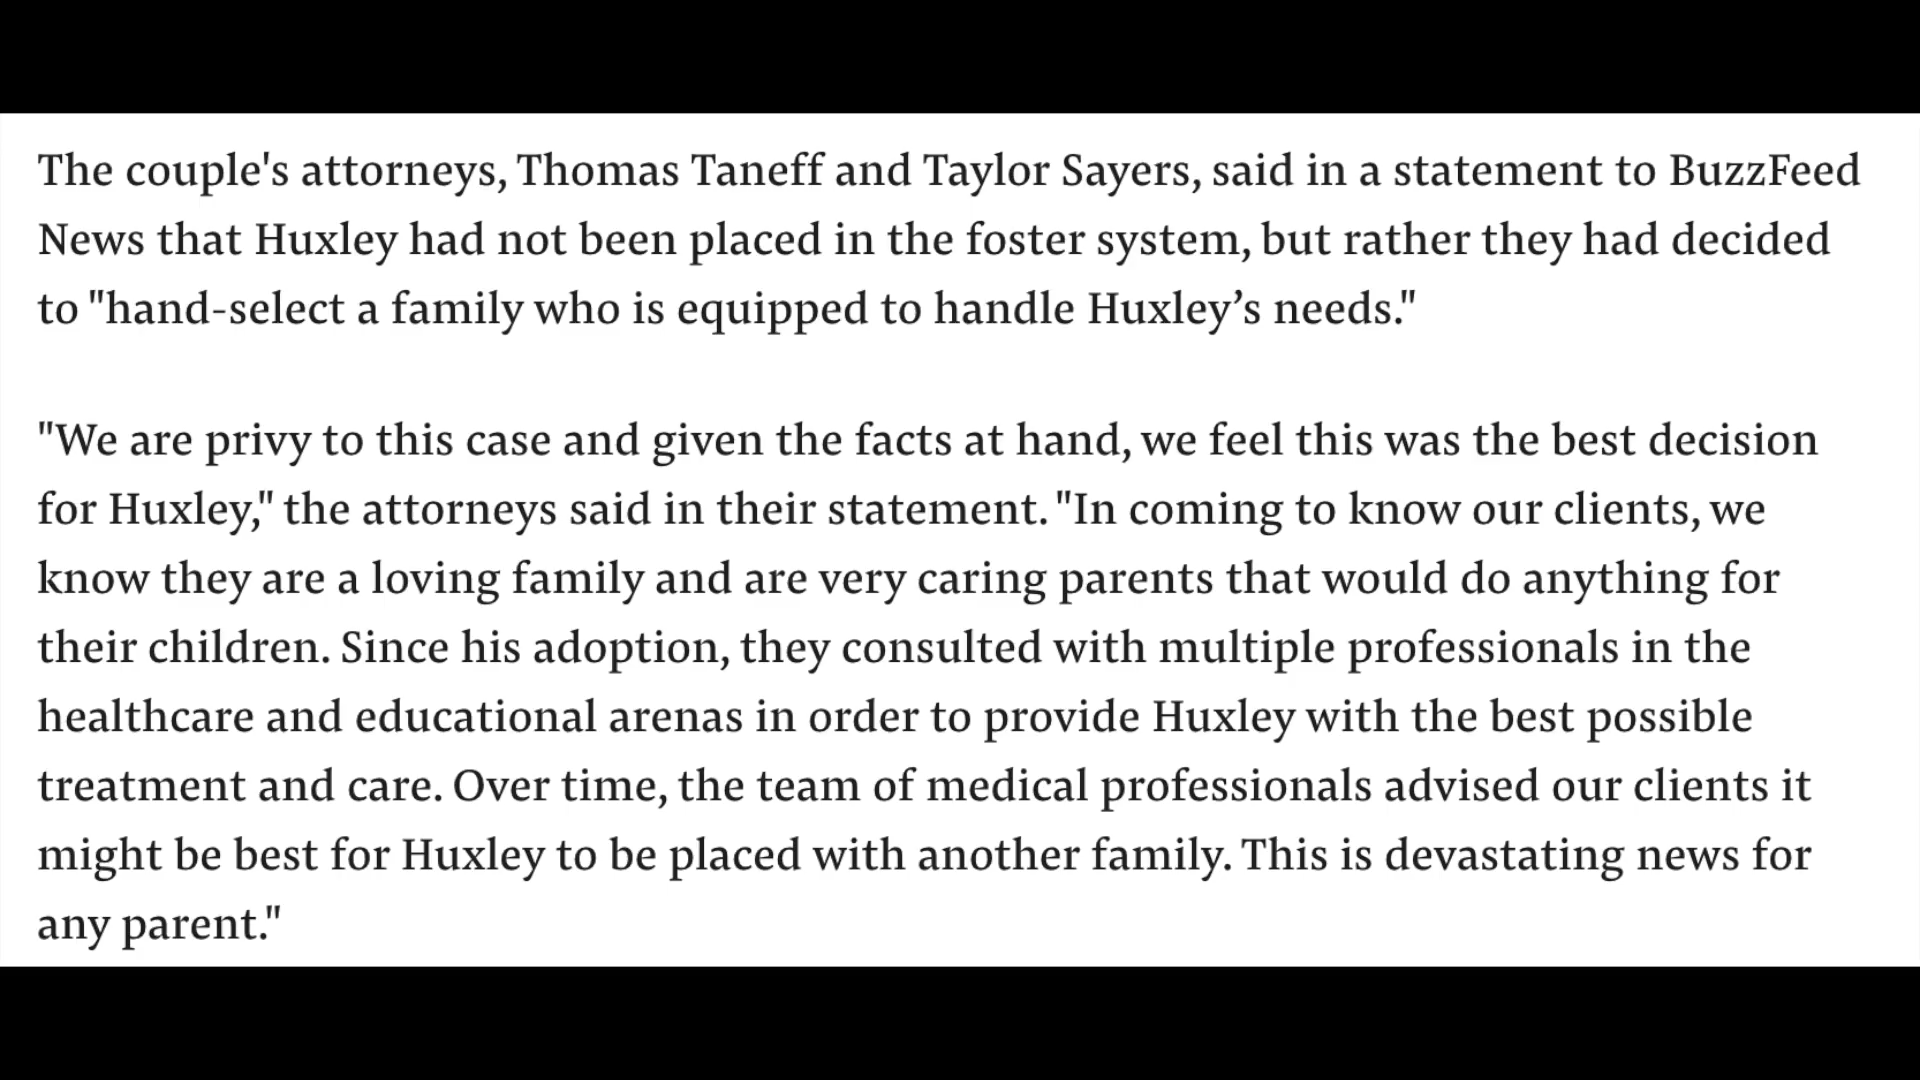 The couple's attorneys, Thomas Taneff and Taylor Sayers, said in a statement to BuzzFeed
News that Huxley had not been placed in the foster system, but rather they had decided
to "hand-select a family who is equipped to handle Huxley’s needs."
"We are privy to this case and given the facts at hand, we feel this was the best decision
for Huxley," the attorneys said in their statement. "In coming to know our clients, we
know they are a loving family and are very caring parents that would do anything for
their children. Since his adoption, they consulted with multiple professionals in the
healthcare and educational arenas in order to provide Huxley with the best possible
treatment and care. Over time, the team of medical professionals advised our clients it
might be best for Huxley to be placed with another family. This is devastating news for
any parent."